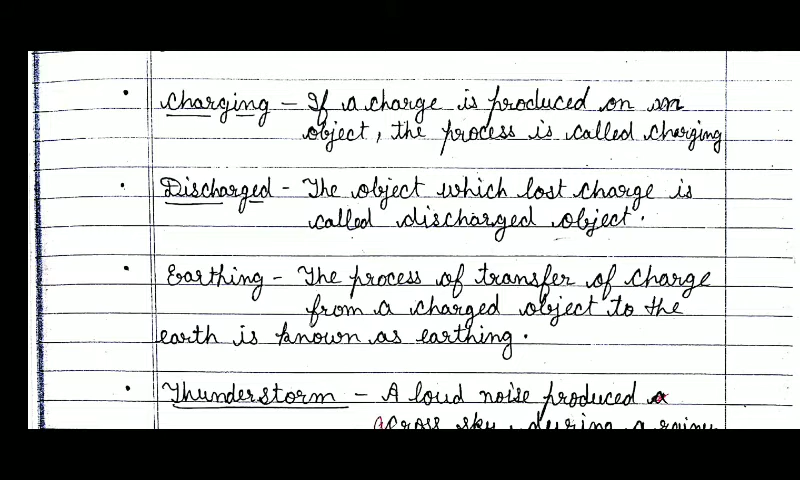 • Charging - If a charge is produced on an
object, the process is called charging
• Discharged - The object which lost charge is
called discharged object.
• Earthing - The process of transfer of charge
from a charged object to the
earth is known as earthing.
• Thunderstorm - A loud noise produced a
across sky, during a rainy